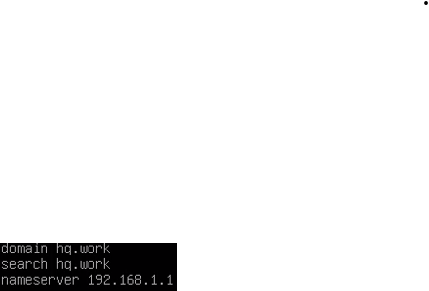 domain hq.work
search hq.work
nameserver 192.168.1.1